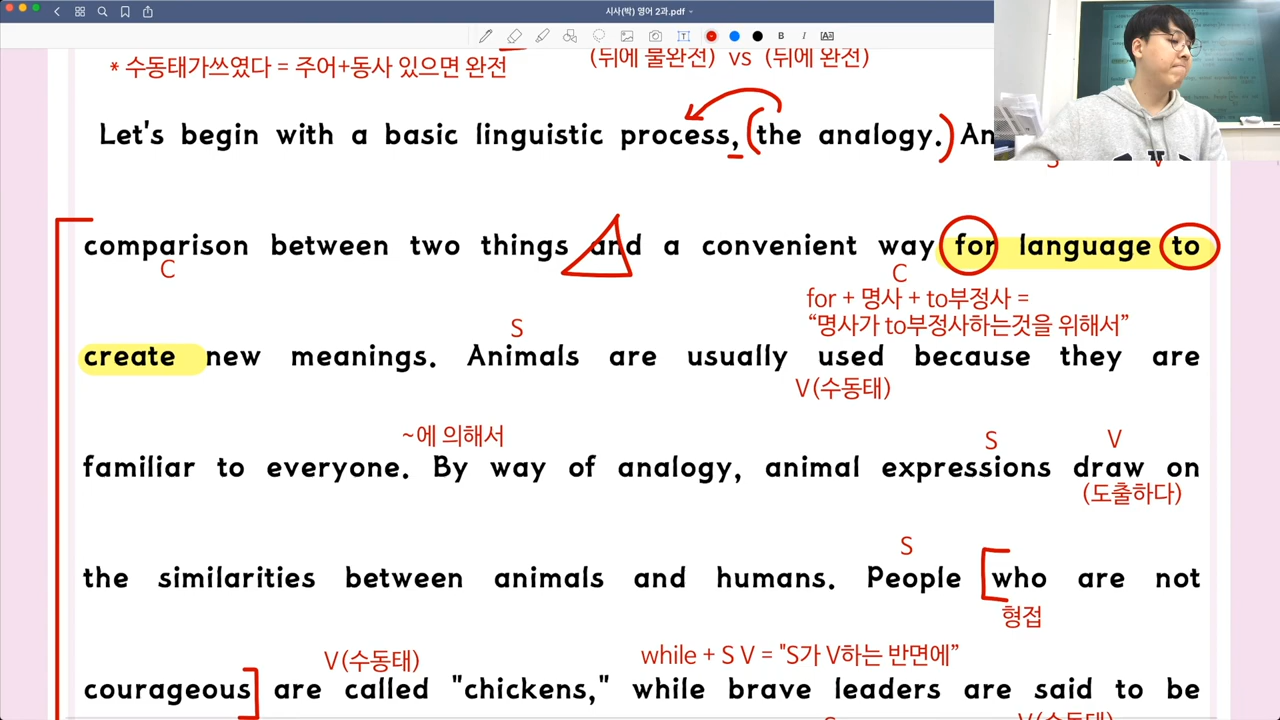 시사(박) 영어 2과.pdf
* 수동태가쓰였다 = 주어+동사 있으면 완전
(뒤에 불완전) vs (뒤에 완전)
Let's begin with a basic linguistic process, (the analogy.) An
comparison between two things and a convenient way for language to
C
C
for + 명사 + to부정사 =
"명사가 to부정사하는것을 위해서"
S
create new meanings. Animals are usually used because they are
V(수동태)
~에 의해서
S V
familiar to everyone. By way of analogy, animal expressions draw on
(도출하다)
S
the similarities between animals and humans. People [who are not
형접
V(수동태)
while + S V = "S가 V하는 반면에"
courageous] are called "chickens," while brave leaders are said to be